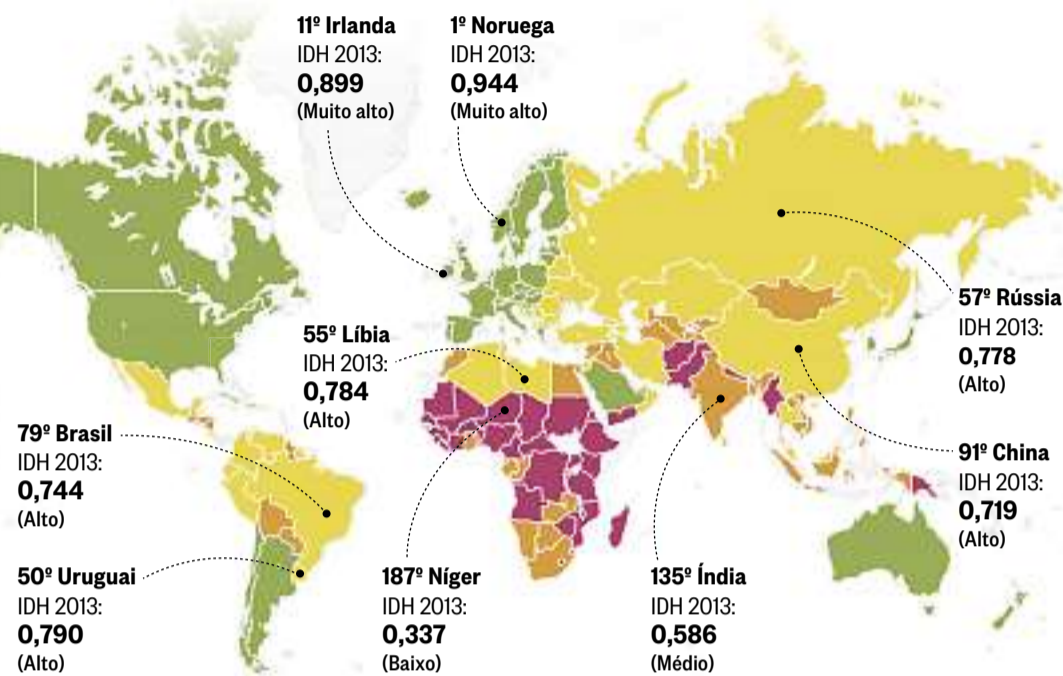 11º Irlanda
IDH 2013:
0,899
(Muito alto)
1º Noruega
IDH 2013:
0,944
(Muito alto)
57º Rússia
IDH 2013:
0,778
(Alto)
55º Líbia
IDH 2013:
0,784
(Alto)
79º Brasil
IDH 2013:
0,744
(Alto)
91º China
IDH 2013:
0,719
(Alto)
50º Uruguai
IDH 2013:
0,790
(Alto)
187º Níger
IDH 2013:
0,337
(Baixo)
135º Índia
IDH 2013:
0,586
(Médio)